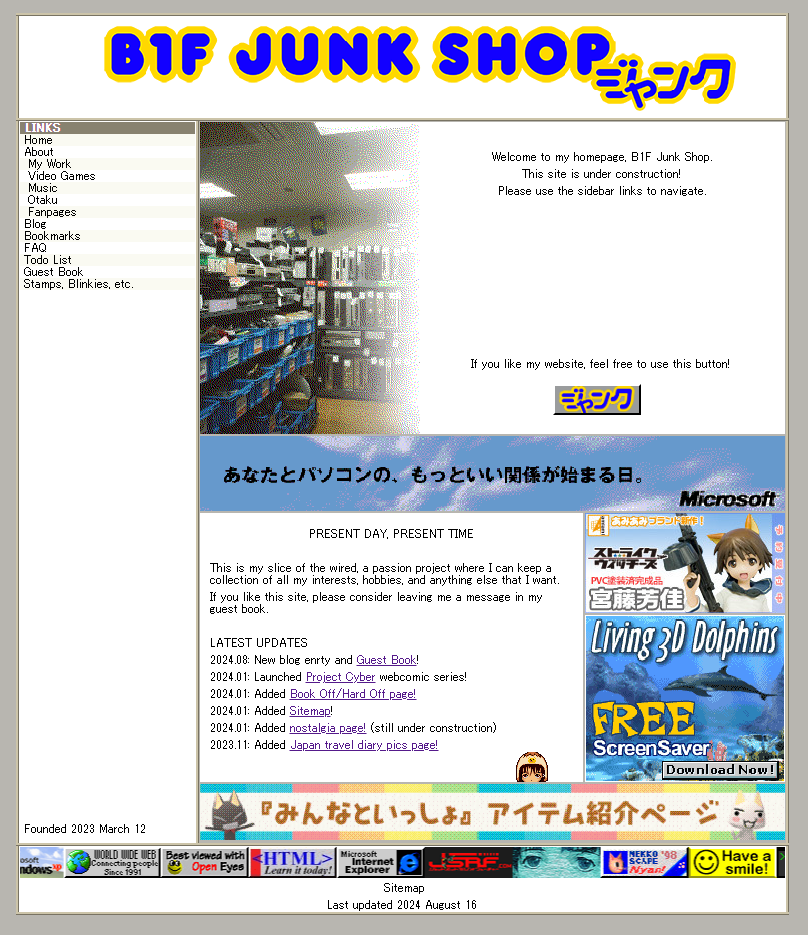 B1F JUNK SHOP
ジャンク
LINKS
Home
About
My Work
Video Games
Music
Otaku
Fanpages
Blog
Bookmarks
FAQ
Todo List
Guest Book
Stamps, Blinkies, etc.
Founded 2023 March 12
Welcome to my homepage, B1F Junk Shop.
This site is under construction!
Please use the sidebar links to navigate.
If you like my website, feel free to use this button!
ジャンク
あなたとパソコンの、もっといい関係が始まる日。
Microsoft
PRESENT DAY, PRESENT TIME
This is my slice of the wired, a passion project where I can keep a
collection of all my interests, hobbies, and anything else that I want.
If you like this site, please consider leaving me a message in my
guest book.
LATEST UPDATES
2024.08: New blog enrty and Guest Book!
2024.01: Launched Project Cyber webcomic series!
2024.01: Added Book Off/Hard Off page!
2024.01: Added Sitemap!
2024.01: Added nostalgia page! (still under construction)
2023.11: Added Japan travel diary pics page!
あみあみブランド新作!
ストライク
ウィッチーズ
PVC塗装済完成品
宮藤芳佳
Living 3D Dolphins
FREE
ScreenSaver
Download Now!
『みんなといっしょ』 アイテム紹介ページ
WORLD WIDE WEB
Connecting people
Since 1991
Best viewed with
Open Eyes
<HTML>
Learn it today!
Microsoft
Internet
Explorer
JSRF.COM
NEKKO '98
SCAPE
Nyan!
Have a
smile!
Sitemap
Last updated 2024 August 16